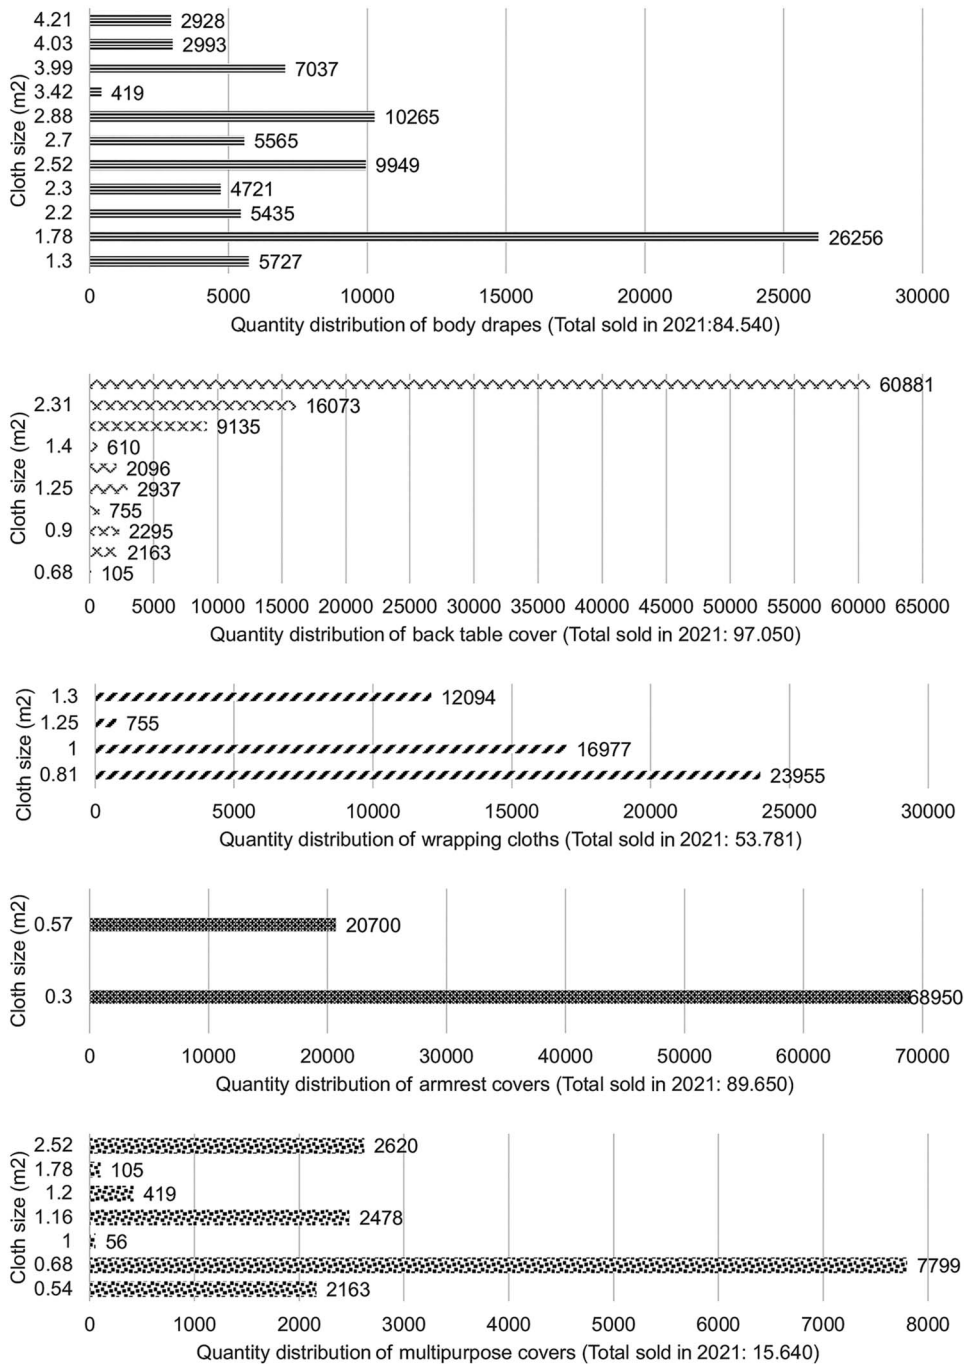 Cloth size (m2)
4.21 2928
4.03 2993
3.99 7037
3.42 419
2.88 10265
2.7 5565
2.52 9949
2.3 4721
2.2 5435
1.78 26256
1.3 5727
0 5000 10000 15000 20000 25000 30000
Quantity distribution of body drapes (Total sold in 2021:84.540)
Cloth size (m2)
60881
2.31 16073
9135
1.4 610
2096
1.25 2937
755
0.9 2295
2163
0.68 105
0 5000 10000 15000 20000 25000 30000 35000 40000 45000 50000 55000 60000 65000
Quantity distribution of back table cover (Total sold in 2021: 97.050)
Cloth size (m2)
1.3 12094
1.25 755
1 16977
0.81 23955
0 5000 10000 15000 20000 25000 30000
Quantity distribution of wrapping cloths (Total sold in 2021: 53.781)
Cloth size (m2)
0.57 20700
0.3 68950
0 10000 20000 30000 40000 50000 60000 70000
Quantity distribution of armrest covers (Total sold in 2021: 89.650)
Cloth size (m2)
2.52 2620
1.78 105
1.2 419
1.16 2478
1 56
0.68 7799
0.54 2163
0 1000 2000 3000 4000 5000 6000 7000 8000
Quantity distribution of multipurpose covers (Total sold in 2021: 15.640)